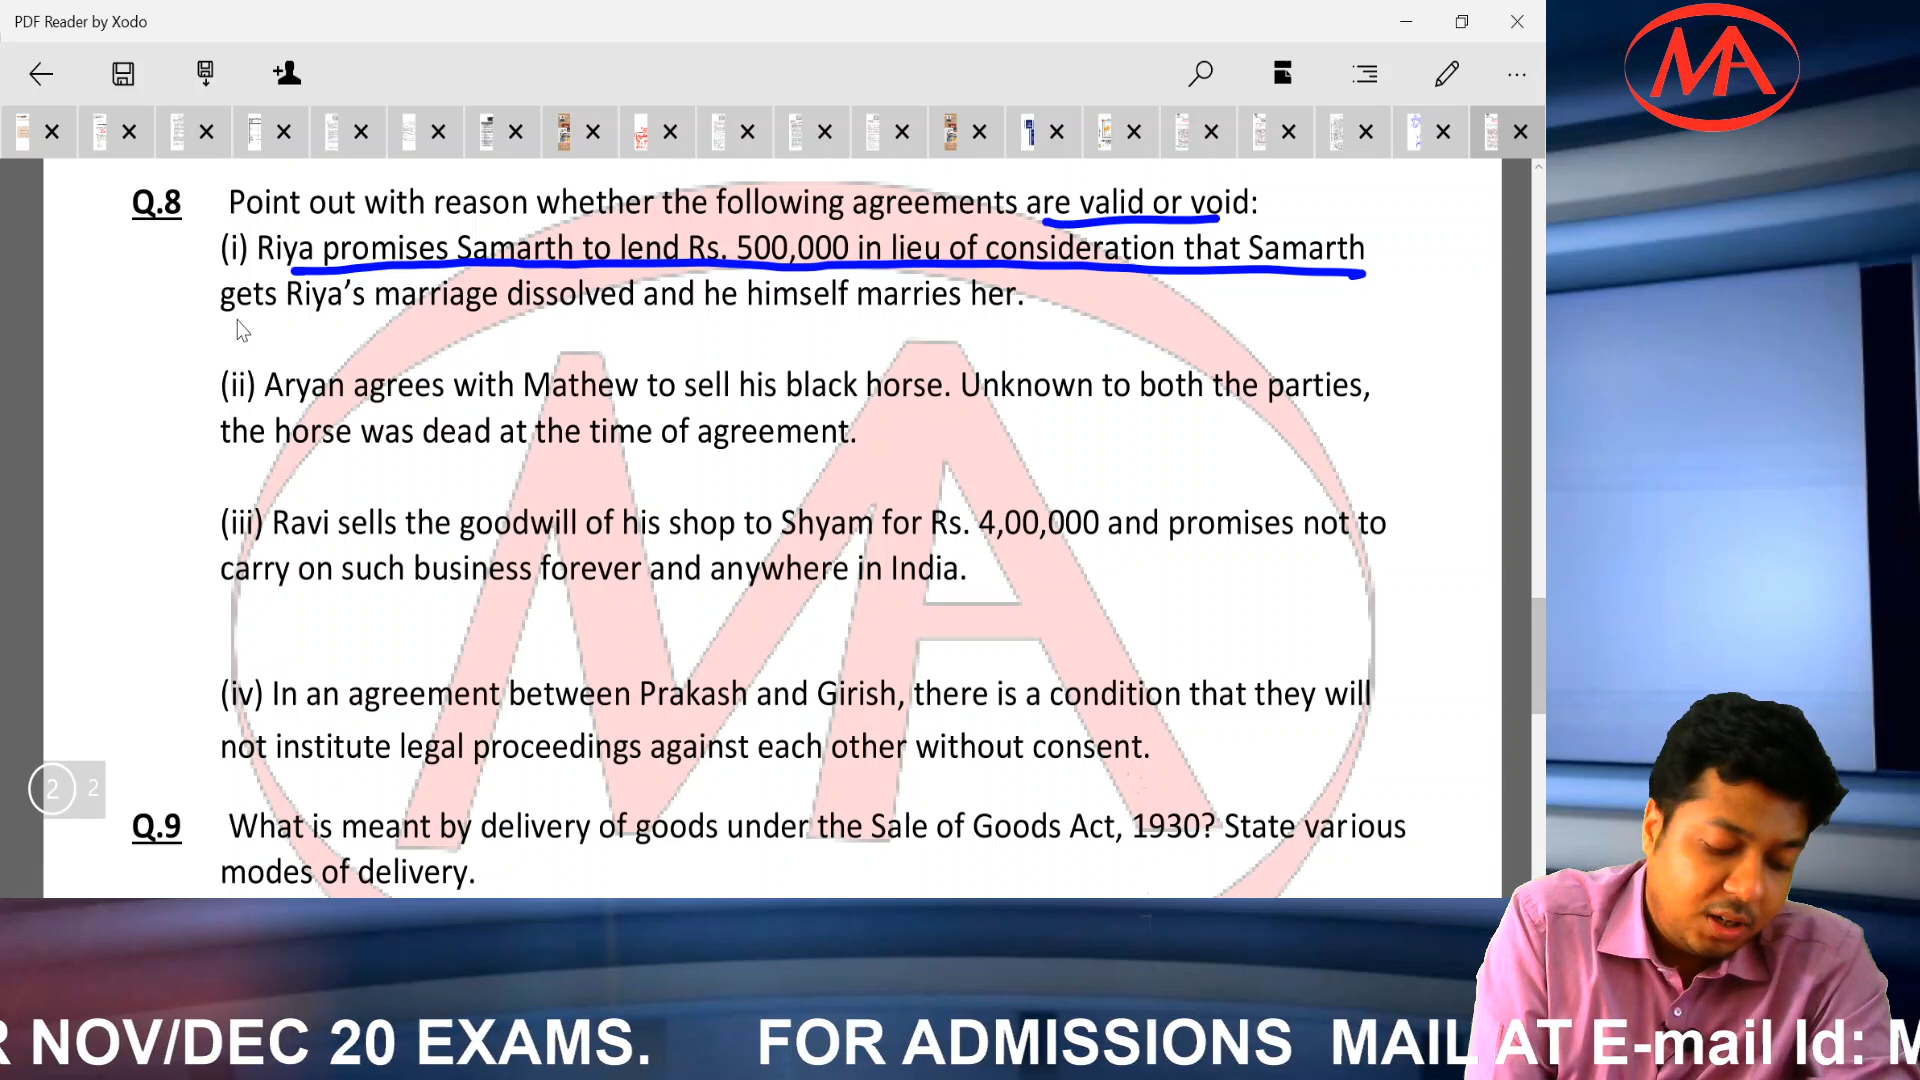 PDF Reader by Xodo
MA
Q.8 Point out with reason whether the following agreements are valid or void:
(i) Riya promises Samarth to lend Rs. 500,000 in lieu of consideration that Samarth
gets Riya’s marriage dissolved and he himself marries her.
(ii) Aryan agrees with Mathew to sell his black horse. Unknown to both the parties,
the horse was dead at the time of agreement.
(iii) Ravi sells the goodwill of his shop to Shyam for Rs. 4,00,000 and promises not to
carry on such business forever and anywhere in India.
(iv) In an agreement between Prakash and Girish, there is a condition that they will
not institute legal proceedings against each other without consent.
2 2
Q.9 What is meant by delivery of goods under the Sale of Goods Act, 1930? State various
modes of delivery.
R NOV/DEC 20 EXAMS. FOR ADMISSIONS MAIL AT E-mail Id: M